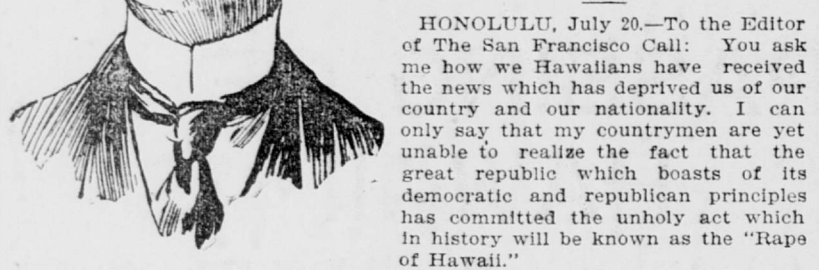 HONOLULU, July 20.—To the Editor
of The San Francisco Call: You ask
me how we Hawaiians have received
the news which has deprived us of our
country and our nationality. I can
only say that my countrymen are yet
unable to realize the fact that the
great republic which boasts of its
democratic and republican principles
has committed the unholy act which
in history will be known as the "Rape
of Hawaii."